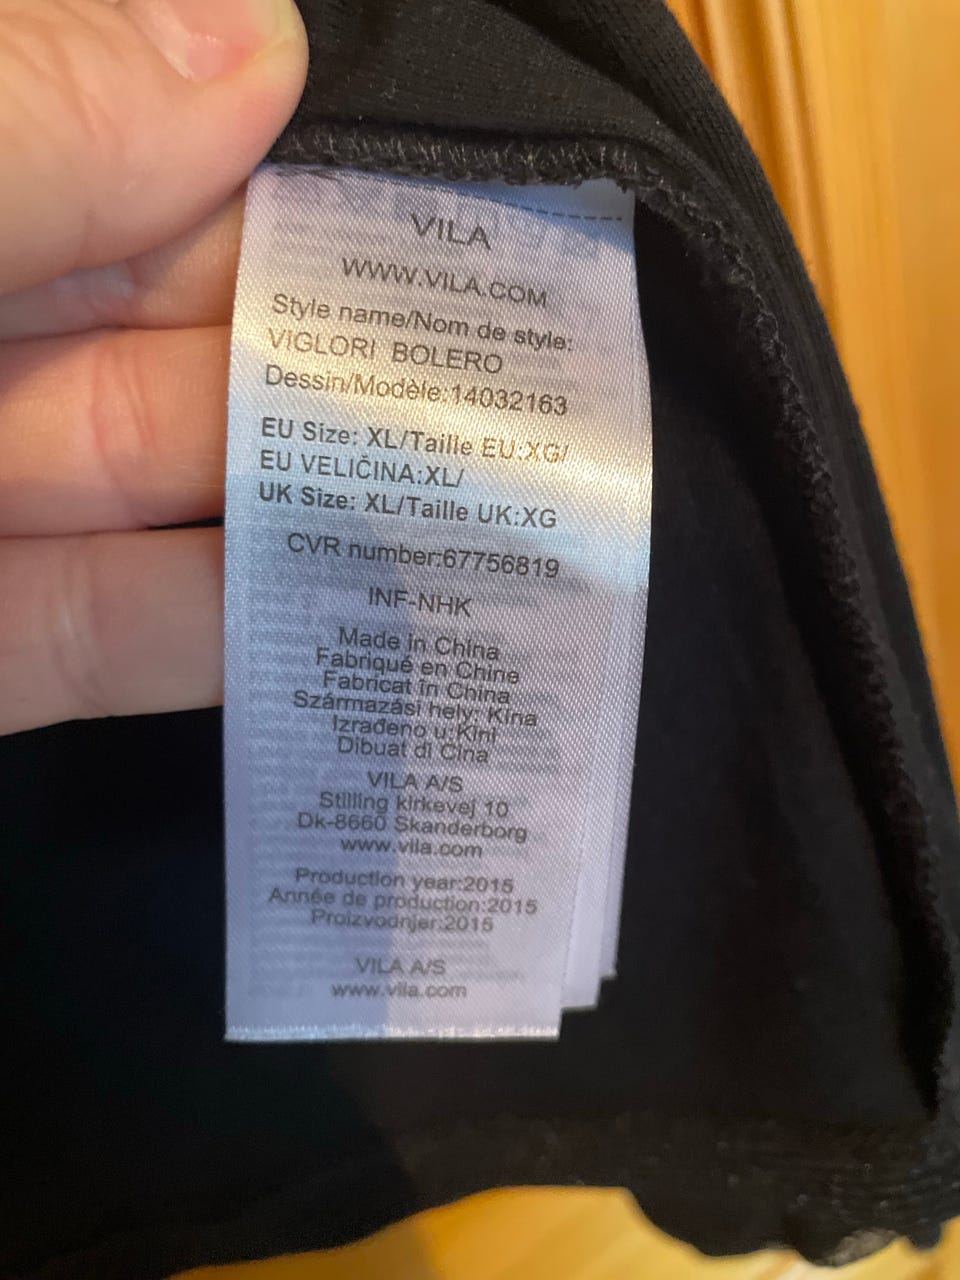 VILA
WWW.VILA.COM
Style name/Nom de style:
VIGLORI BOLERO
Dessin/Modèle:14032163
EU Size: XL/Taille EU:XG/
EU VELIČINA:XL/
UK Size: XL/Taille UK:XG
CVR number:67756819
INF-NHK
Made in China
Fabriqué en Chine
Fabricat în China
Származási hely: Kína
Izrađeno u:Kini
Dibuat di Cina
VILA A/S
Stilling kirkevej 10
Dk-8660 Skanderborg
www.vila.com
Production year:2015
Année de production:2015
Proizvodnjer:2015
VILA A/S
www.vila.com